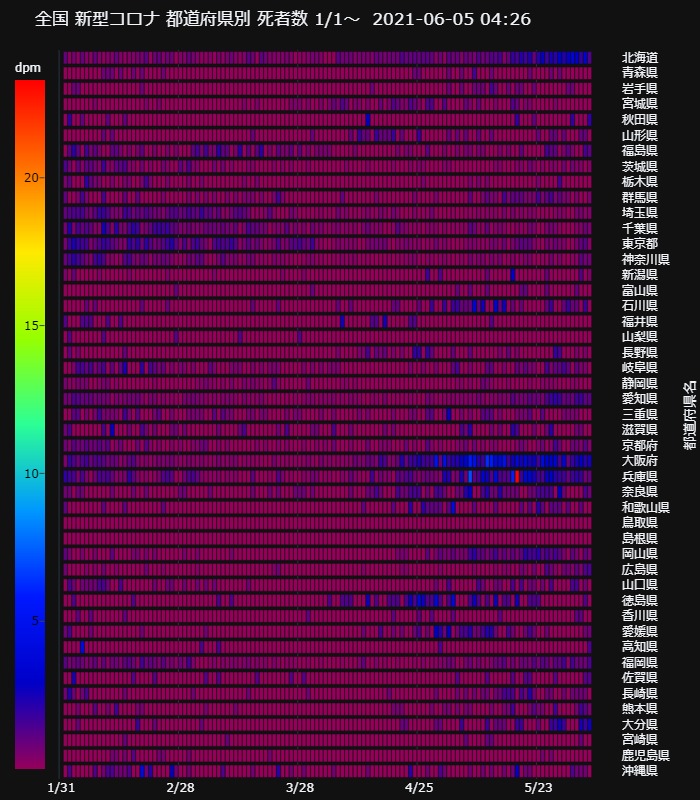 全国 新型コロナ 都道府県別 死者数 1/1〜 2021-06-05 04:26
dpm
20
15
10
5
北海道
青森県
岩手県
宮城県
秋田県
山形県
福島県
茨城県
栃木県
群馬県
埼玉県
千葉県
東京都
神奈川県
新潟県
富山県
石川県
福井県
山梨県
長野県
岐阜県
静岡県
愛知県
三重県
滋賀県
京都府
大阪府
兵庫県
奈良県
和歌山県
鳥取県
島根県
岡山県
広島県
山口県
徳島県
香川県
愛媛県
高知県
福岡県
佐賀県
長崎県
熊本県
大分県
宮崎県
鹿児島県
沖縄県
都道府県名
1/31 2/28 3/28 4/25 5/23